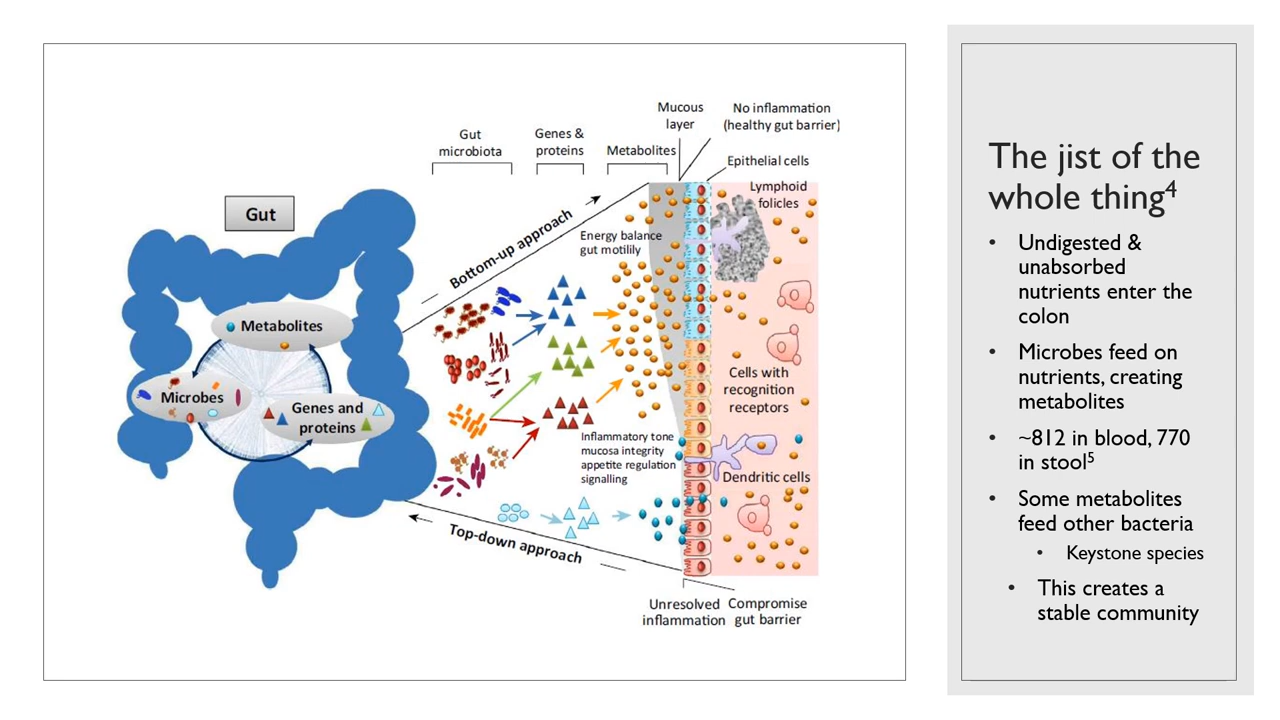 Gut
Bottom-up approach
Top-down approach
Metabolites
Microbes
Genes and
proteins
Gut
microbiota
Genes &
proteins
Metabolites
Mucous
layer
No inflammation
(healthy gut barrier)
Epithelial cells
Lymphoid
folicles
Energy balance
gut motilily
Cells with
recognition
receptors
Inflammatory tone
mucosa integrity
appetite regulation
signalling
Dendritic cells
Unresolved
inflammation
Compromise
gut barrier
The jist of the
whole thing4
• Undigested &
unabsorbed
nutrients enter the
colon
• Microbes feed on
nutrients, creating
metabolites
• ~812 in blood, 770
in stool5
• Some metabolites
feed other bacteria
• Keystone species
• This creates a
stable community